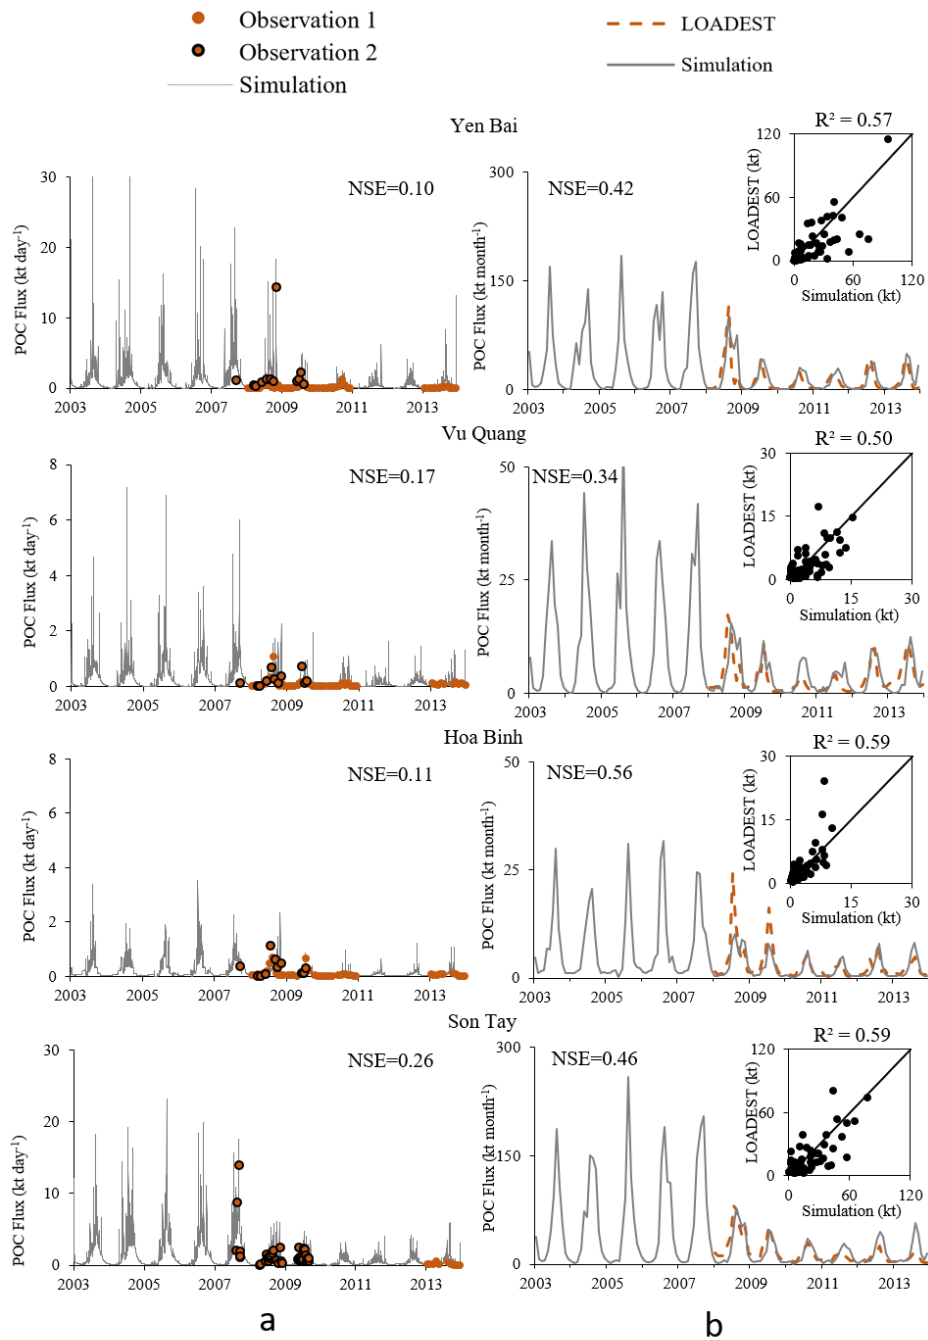 Observation 1
Observation 2
Simulation
LOADEST
Simulation
Yen Bai
POC Flux (kt day-1)
30
20
10
0
NSE=0.10
2003 2005 2007 2009 2011 2013
POC Flux (kt month-1)
300
150
0
NSE=0.42
2003 2005 2007 2009 2011 2013
R² = 0.57
LOADEST (kt)
120
60
0
0 60 120
Simulation (kt)
Vu Quang
POC Flux (kt day-1)
8
6
4
2
0
NSE=0.17
2003 2005 2007 2009 2011 2013
POC Flux (kt month-1)
50
25
0
NSE=0.34
2003 2005 2007 2009 2011 2013
R² = 0.50
LOADEST (kt)
30
15
0
0 15 30
Simulation (kt)
Hoa Binh
POC Flux (kt day-1)
8
6
4
2
0
NSE=0.11
2003 2005 2007 2009 2011 2013
POC Flux (kt month-1)
50
25
0
NSE=0.56
2003 2005 2007 2009 2011 2013
R² = 0.59
LOADEST (kt)
30
15
0
0 15 30
Simulation (kt)
Son Tay
POC Flux (kt day-1)
30
20
10
0
NSE=0.26
2003 2005 2007 2009 2011 2013
POC Flux (kt month-1)
300
150
0
NSE=0.46
2003 2005 2007 2009 2011 2013
R² = 0.59
LOADEST (kt)
120
60
0
0 60 120
Simulation (kt)
a
b